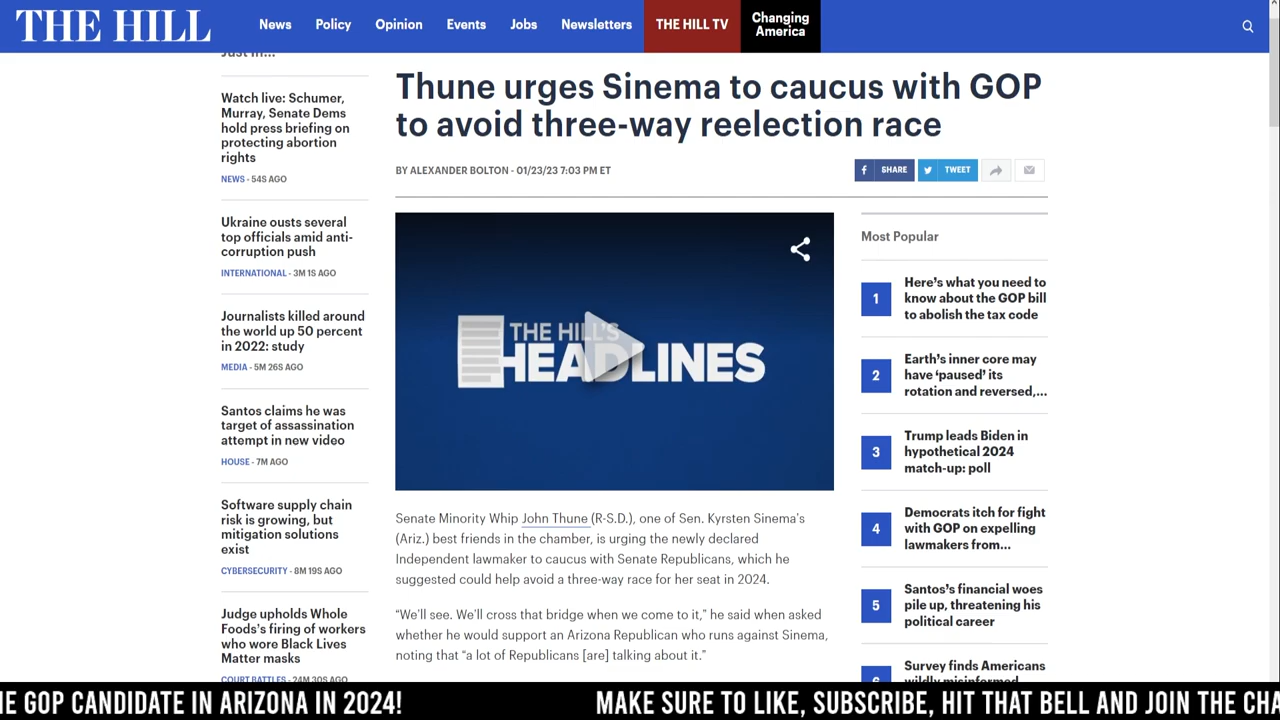 THE HILL
News
Policy
Opinion
Events
Jobs
Newsletters
THE HILL TV
Changing
America
Just In...
Watch live: Schumer,
Murray, Senate Dems
hold press briefing on
protecting abortion
rights
NEWS - 54S AGO
Ukraine ousts several
top officials amid anti-
corruption push
INTERNATIONAL - 3M 1S AGO
Journalists killed around
the world up 50 percent
in 2022: study
MEDIA - 5M 26S AGO
Santos claims he was
target of assassination
attempt in new video
HOUSE - 7M AGO
Software supply chain
risk is growing, but
mitigation solutions
exist
CYBERSECURITY - 8M 19S AGO
Judge upholds Whole
Foods's firing of workers
who wore Black Lives
Matter masks
COURT BATTLES - 24M 30S AGO
Thune urges Sinema to caucus with GOP
to avoid three-way reelection race
BY ALEXANDER BOLTON - 01/23/23 7:03 PM ET
SHARE
TWEET
THE HILL'S
HEADLINES
Senate Minority Whip John Thune (R-S.D.), one of Sen. Kyrsten Sinema's
(Ariz.) best friends in the chamber, is urging the newly declared
Independent lawmaker to caucus with Senate Republicans, which he
suggested could help avoid a three-way race for her seat in 2024.
“We'll see. We'll cross that bridge when we come to it,” he said when asked
whether he would support an Arizona Republican who runs against Sinema,
noting that “a lot of Republicans [are] talking about it.”
Most Popular
1
Here's what you need to
know about the GOP bill
to abolish the tax code
2
Earth's inner core may
have ‘paused’ its
rotation and reversed,...
3
Trump leads Biden in
hypothetical 2024
match-up: poll
4
Democrats itch for fight
with GOP on expelling
lawmakers from...
5
Santos's financial woes
pile up, threatening his
political career
6
Survey finds Americans
wildly misinformed
HE GOP CANDIDATE IN ARIZONA IN 2024!
MAKE SURE TO LIKE, SUBSCRIBE, HIT THAT BELL AND JOIN THE CHA